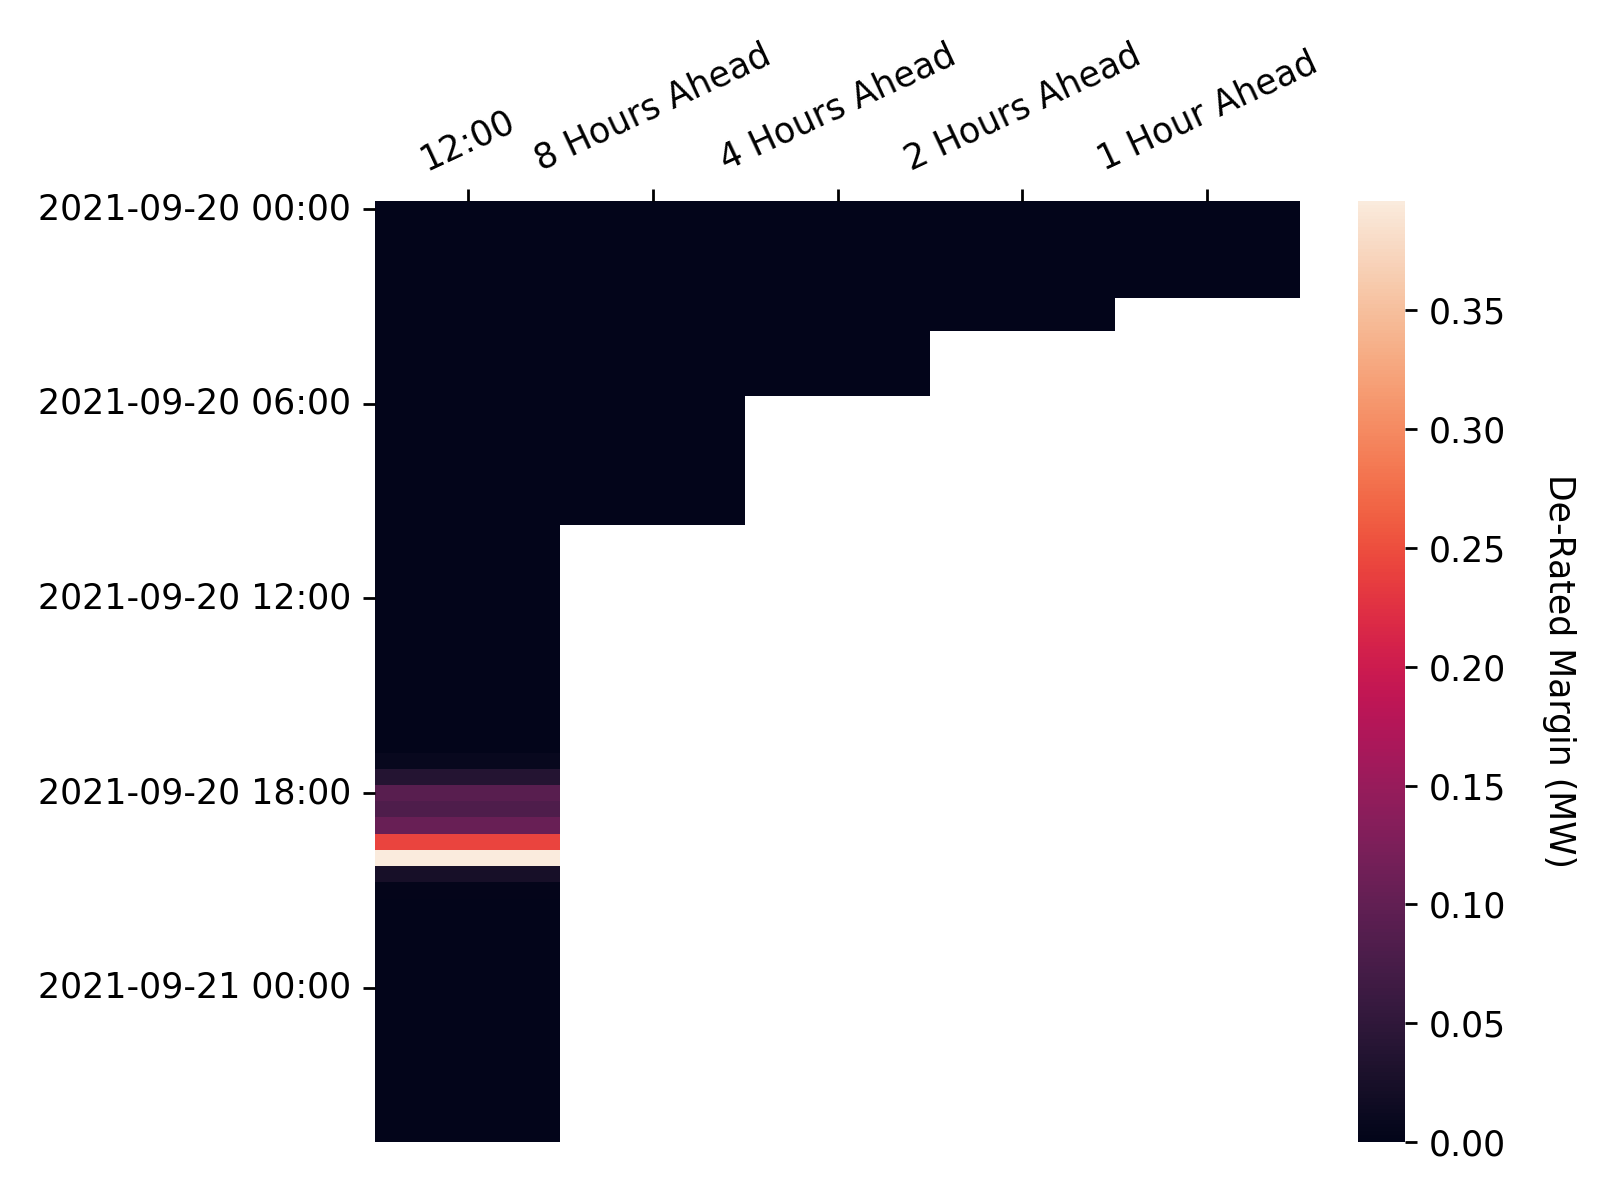 12:00
8 Hours Ahead
4 Hours Ahead
2 Hours Ahead
1 Hour Ahead
2021-09-20 00:00
2021-09-20 06:00
2021-09-20 12:00
2021-09-20 18:00
2021-09-21 00:00
0.35
0.30
0.25
0.20
0.15
0.10
0.05
0.00
De-Rated Margin (MW)